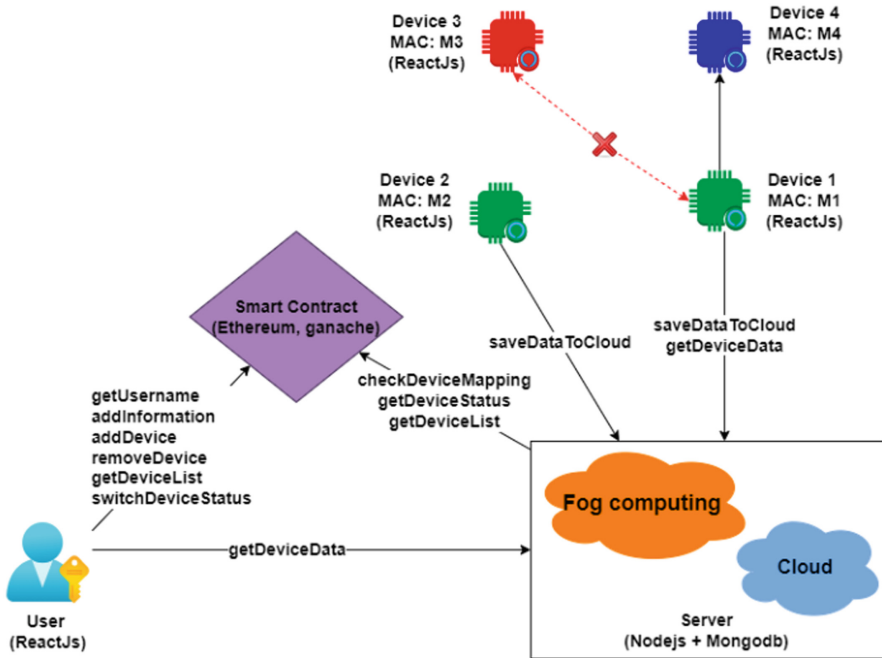 Device 3
MAC: M3
(ReactJs)
Device 4
MAC: M4
(ReactJs)
Device 2
MAC: M2
(ReactJs)
Device 1
MAC: M1
(ReactJs)
Smart Contract
(Ethereum, ganache)
saveDataToCloud
saveDataToCloud
getDeviceData
checkDeviceMapping
getDeviceStatus
getDeviceList
getUsername
addInformation
addDevice
removeDevice
getDeviceList
switchDeviceStatus
Fog computing
getDeviceData
Cloud
User
(ReactJs)
Server
(Nodejs + Mongodb)